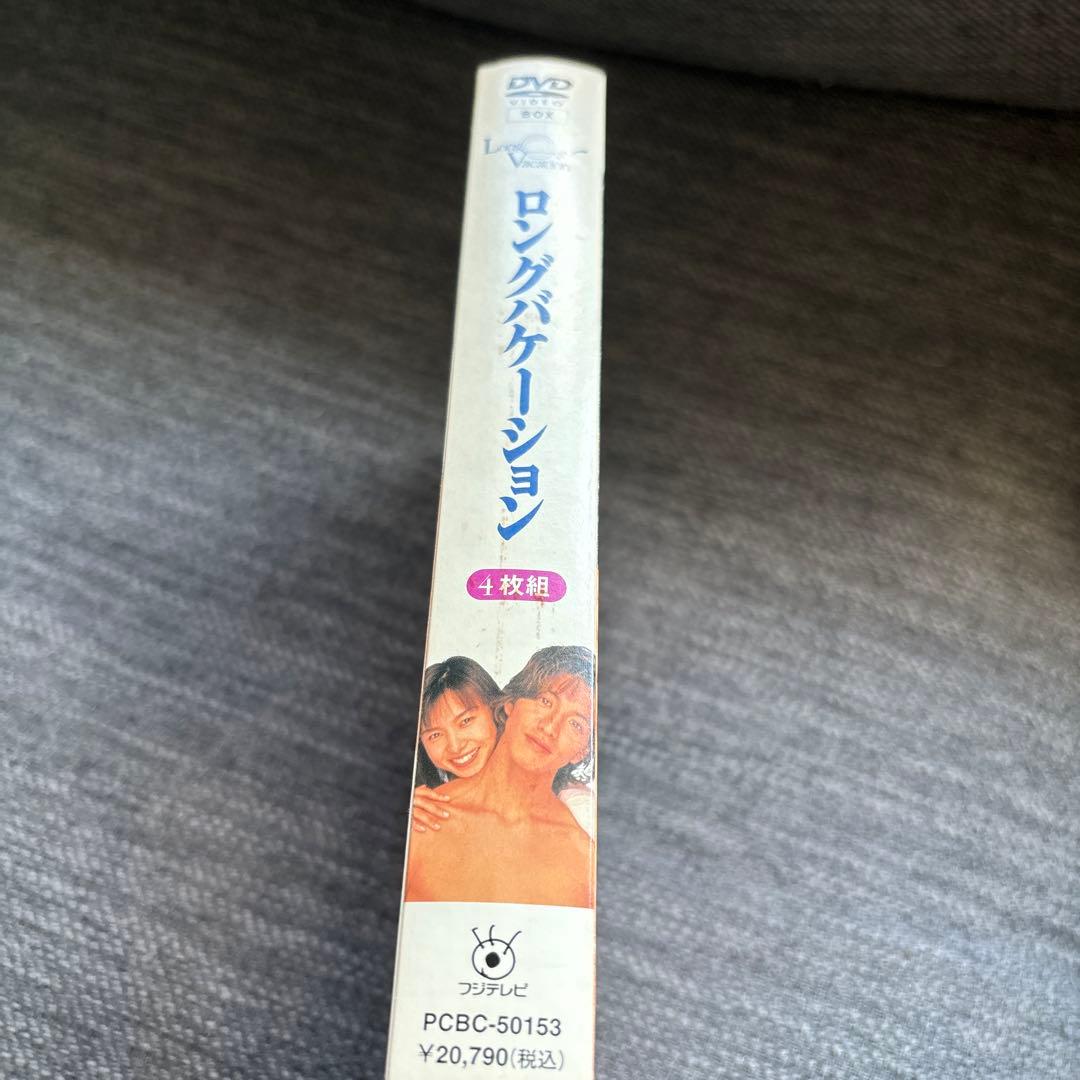 DVD
VIDEO
BOX
Long
Vacation
ロングバケーション
4枚組
フジテレビ
PCBC-50153
¥20,790(税込)